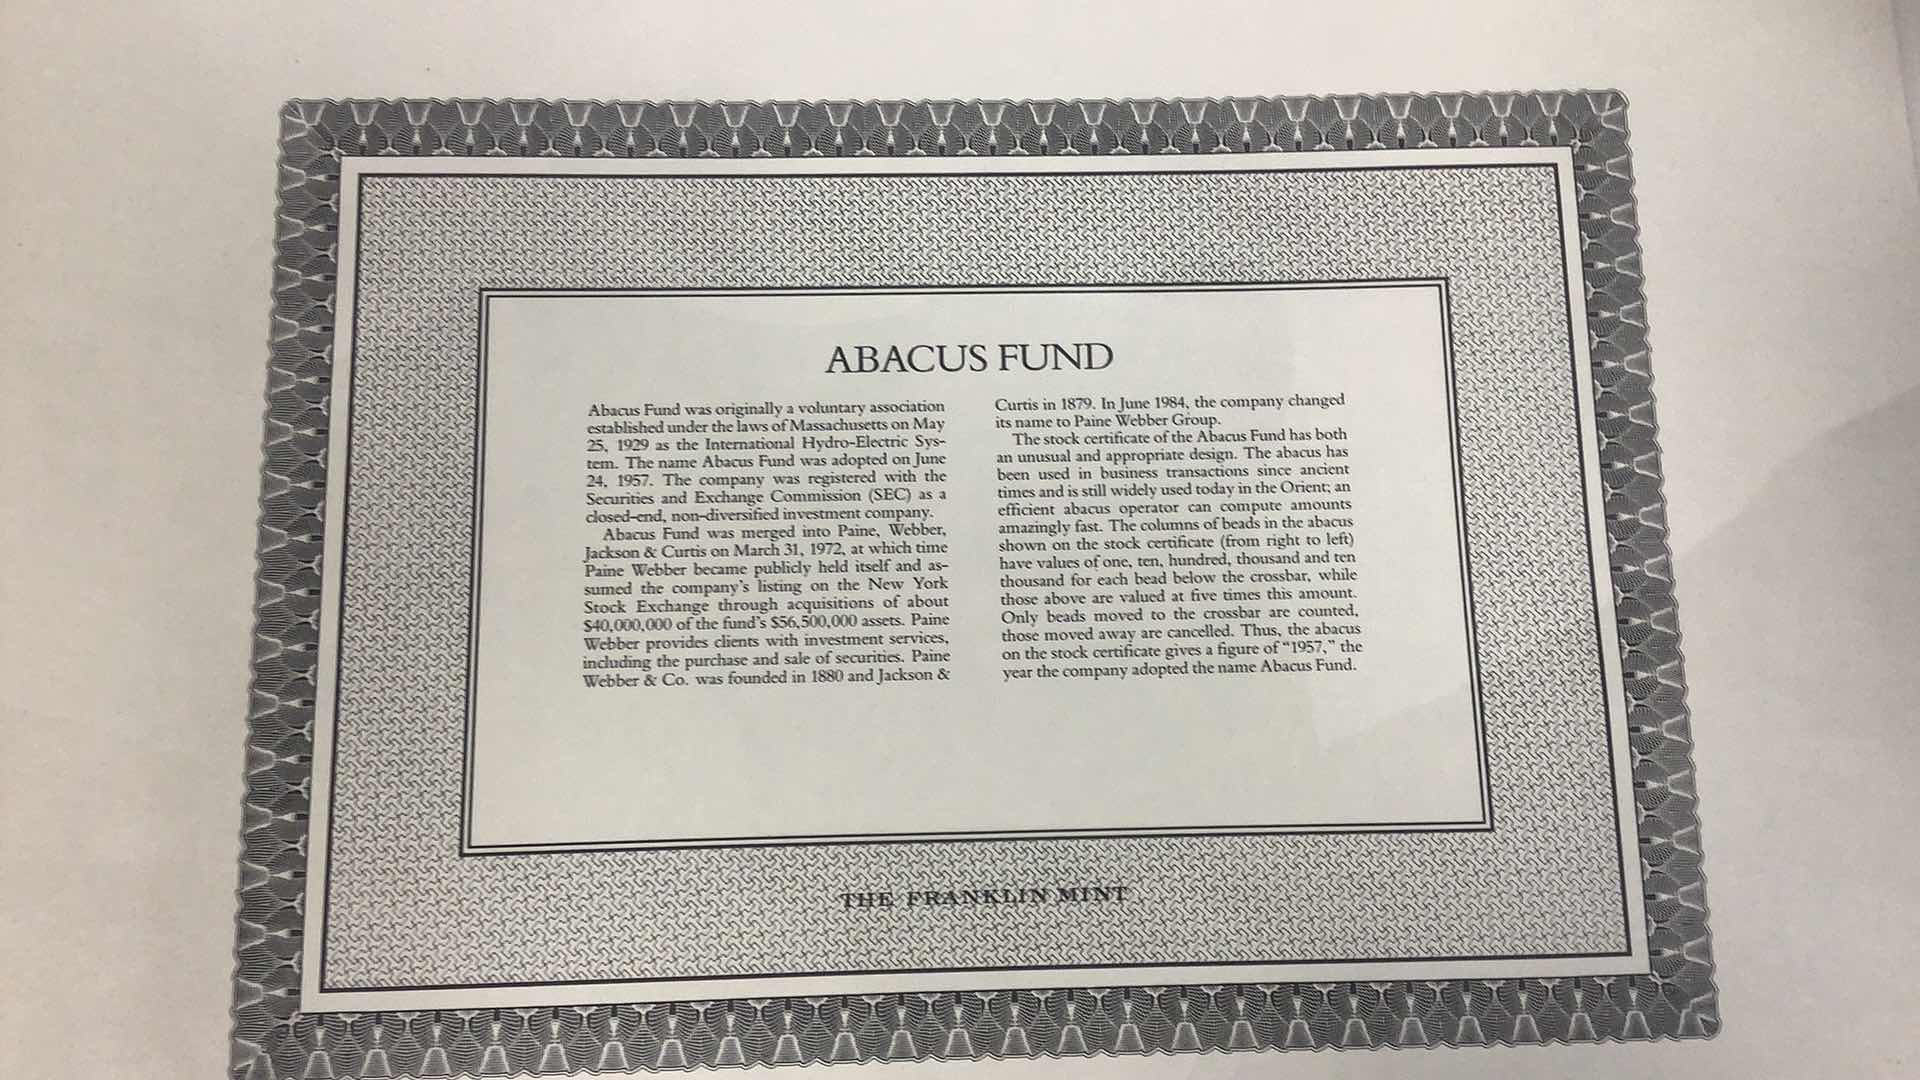 ABACUS FUND
Abacus Fund was originally a voluntary association
established under the laws of Massachusetts on May
25, 1929 as the International Hydro-Electric Sys-
tem. The name Abacus Fund was adopted on June
24, 1957. The company was registered with the
Securities and Exchange Commission (SEC) as a
closed-end, non-diversified investment company.
Abacus Fund was merged into Paine, Webber,
Jackson & Curtis on March 31, 1972, at which time
Paine Webber became publicly held itself and as-
sumed the company's listing on the New York
Stock Exchange through acquisitions of about
$40,000,000 of the fund's $56,500,000 assets. Paine
Webber provides clients with investment services,
including the purchase and sale of securities. Paine
Webber & Co. was founded in 1880 and Jackson &
Curtis in 1879. In June 1984, the company changed
its name to Paine Webber Group.
The stock certificate of the Abacus Fund has both
an unusual and appropriate design. The abacus has
been used in business transactions since ancient
times and is still widely used today in the Orient; an
efficient abacus operator can compute amounts
amazingly fast. The columns of beads in the abacus
shown on the stock certificate (from right to left)
have values of one, ten, hundred, thousand and ten
thousand for each bead below the crossbar, while
those above are valued at five times this amount.
Only beads moved to the crossbar are counted,
those moved away are cancelled. Thus, the abacus
on the stock certificate gives a figure of "1957," the
year the company adopted the name Abacus Fund.
THE FRANKLIN MINT